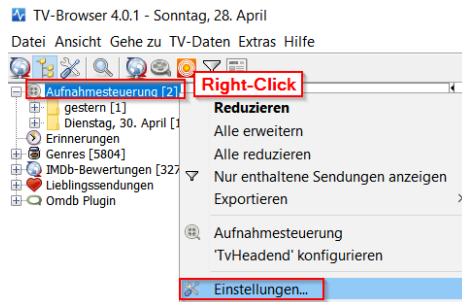 TV-Browser 4.0.1 - Sonntag, 28. April
Datei Ansicht Gehe zu TV-Daten Extras Hilfe
Right-Click
Aufnahmesteuerung [2]
gestern [1]
Dienstag, 30. April [1
Erinnerungen
Genres [5804]
IMDb-Bewertungen [327
Lieblingssendungen
Omdb Plugin
Reduzieren
Alle erweitern
Alle reduzieren
Nur enthaltene Sendungen anzeigen
Exportieren
Aufnahmesteuerung
'TvHeadend' konfigurieren
Einstellungen...